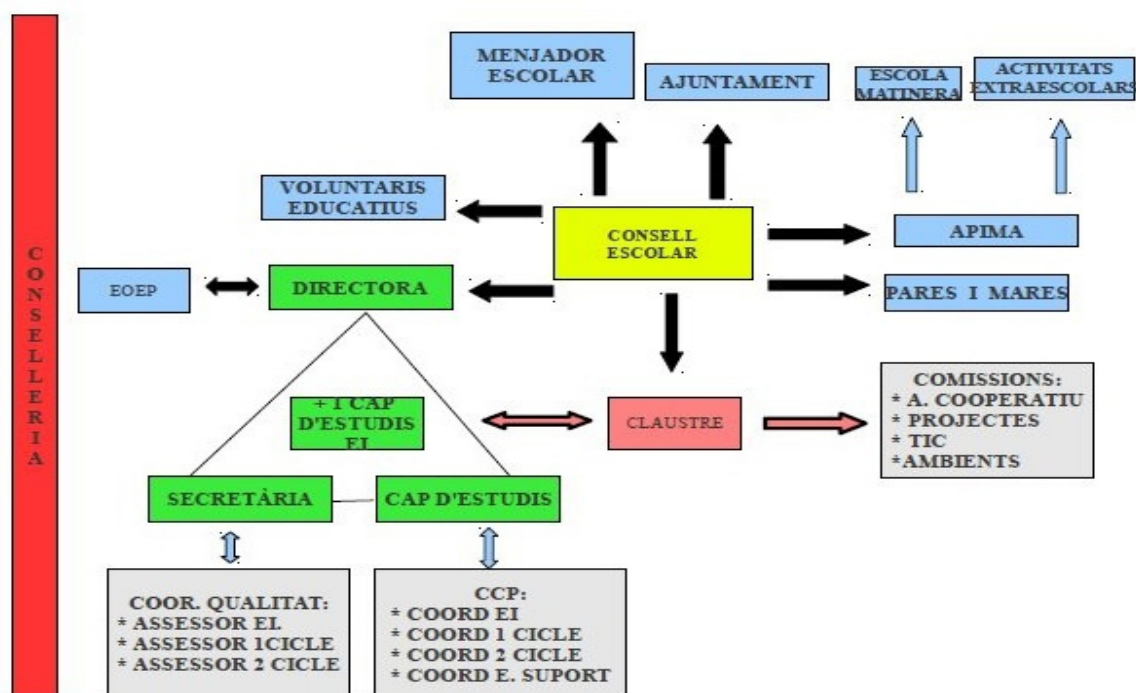 CONSELLERIA
MENJADOR
ESCOLAR
AJUNTAMENT
ESCOLA
MATINERA
ACTIVITATS
EXTRAESCOLARS
VOLUNTARIS
EDUCATIUS
CONSELL
ESCOLAR
APIMA
EOEP
DIRECTORA
PARES I MARES
+ 1 CAP
D'ESTUDIS
EI
CLAUSTRE
COMISSIONS:
* A. COOPERATIU
* PROJECTES
* TIC
*AMBIENTS
SECRETÀRIA
CAP D'ESTUDIS
COOR. QUALITAT:
* ASSESSOR EI.
* ASSESSOR 1CICLE
* ASSESSOR 2 CICLE
CCP:
* COORD EI
* COORD 1 CICLE
* COORD 2 CICLE
* COORD E. SUPORT